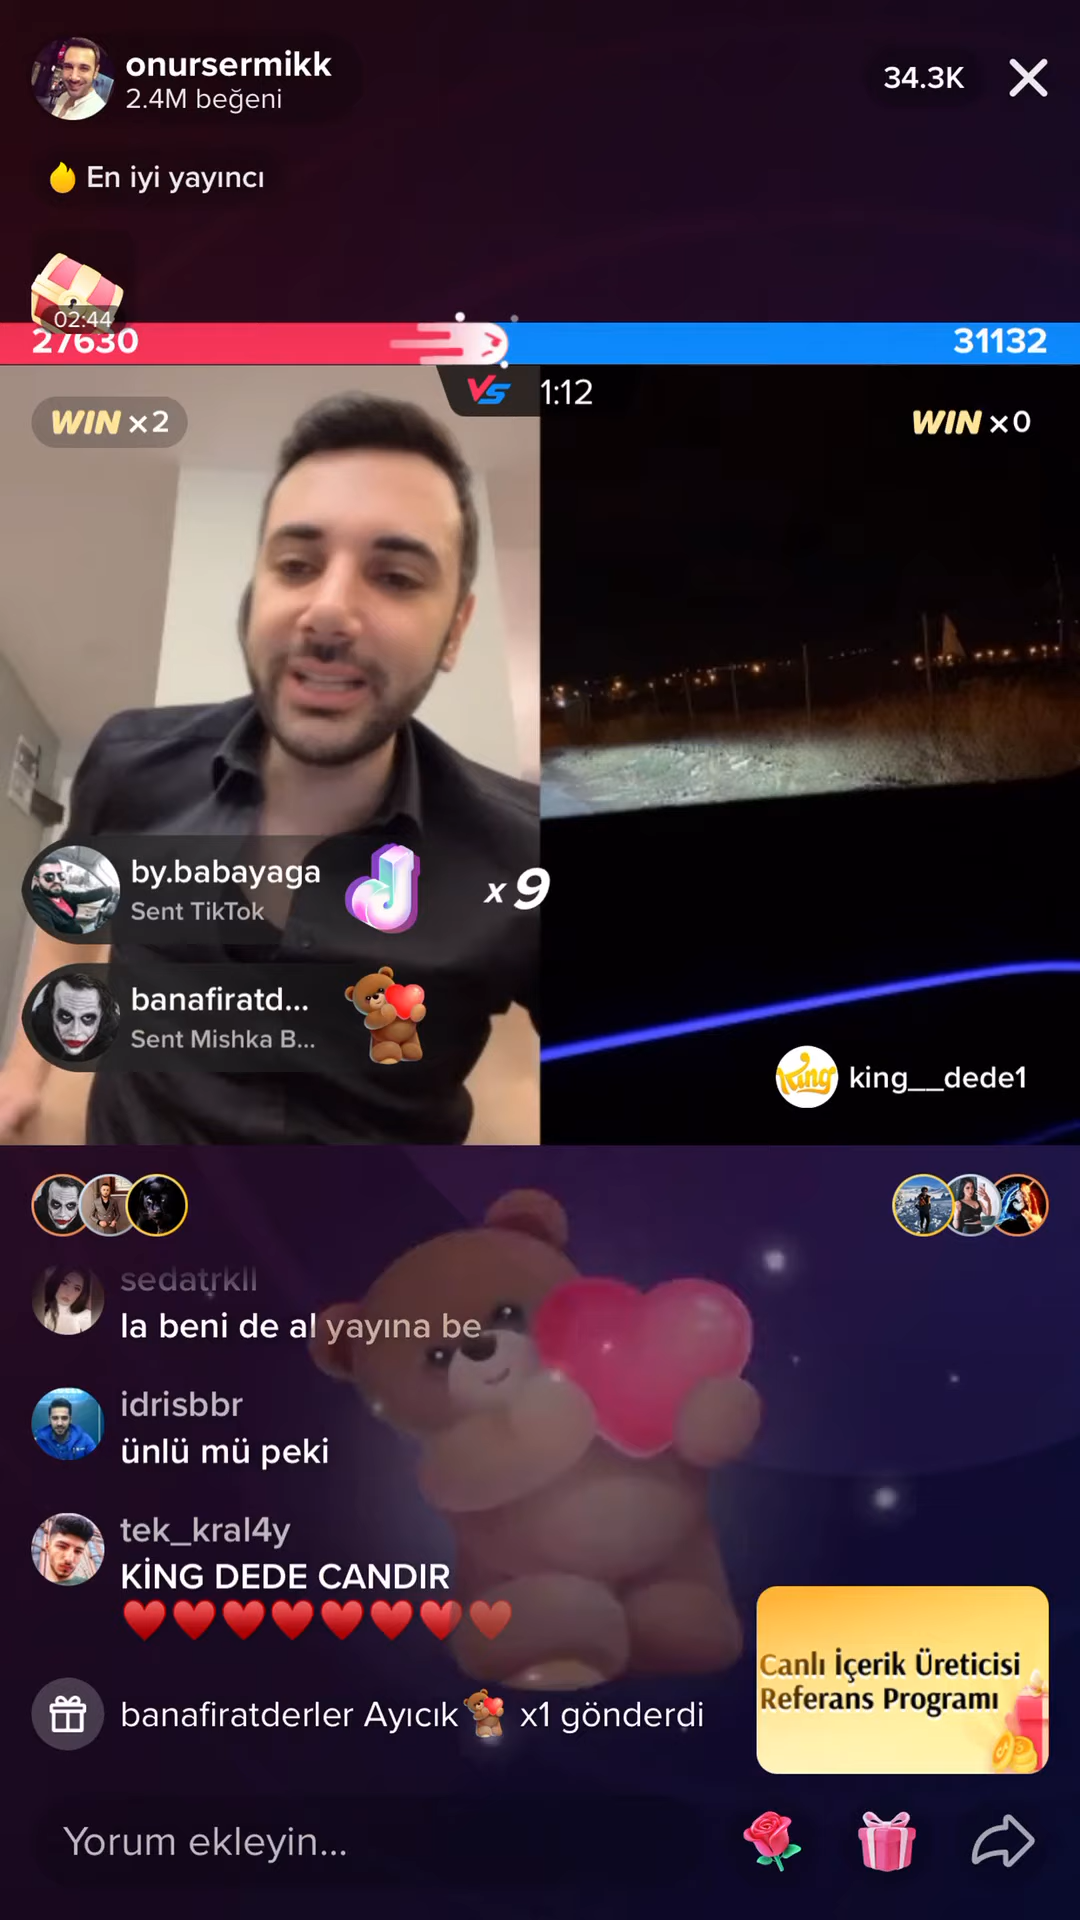 onursermikk
2.4M beğeni
34.3K
En iyi yayıncı
02:44
27630
31132
VS 1:12
WIN x2
WIN x0
by.babayaga
Sent TikTok
x9
banafiratd...
Sent Mishka B...
king
king__dede1
sedatrkll
la beni de al yayına be
idrisbbr
ünlü mü peki
tek_kral4y
KİNG DEDE CANDIR
❤️❤️❤️❤️❤️❤️❤️❤️
banafiratderler Ayıcık x1 gönderdi
Canlı İçerik Üreticisi
Referans Programı
Yorum ekleyin...